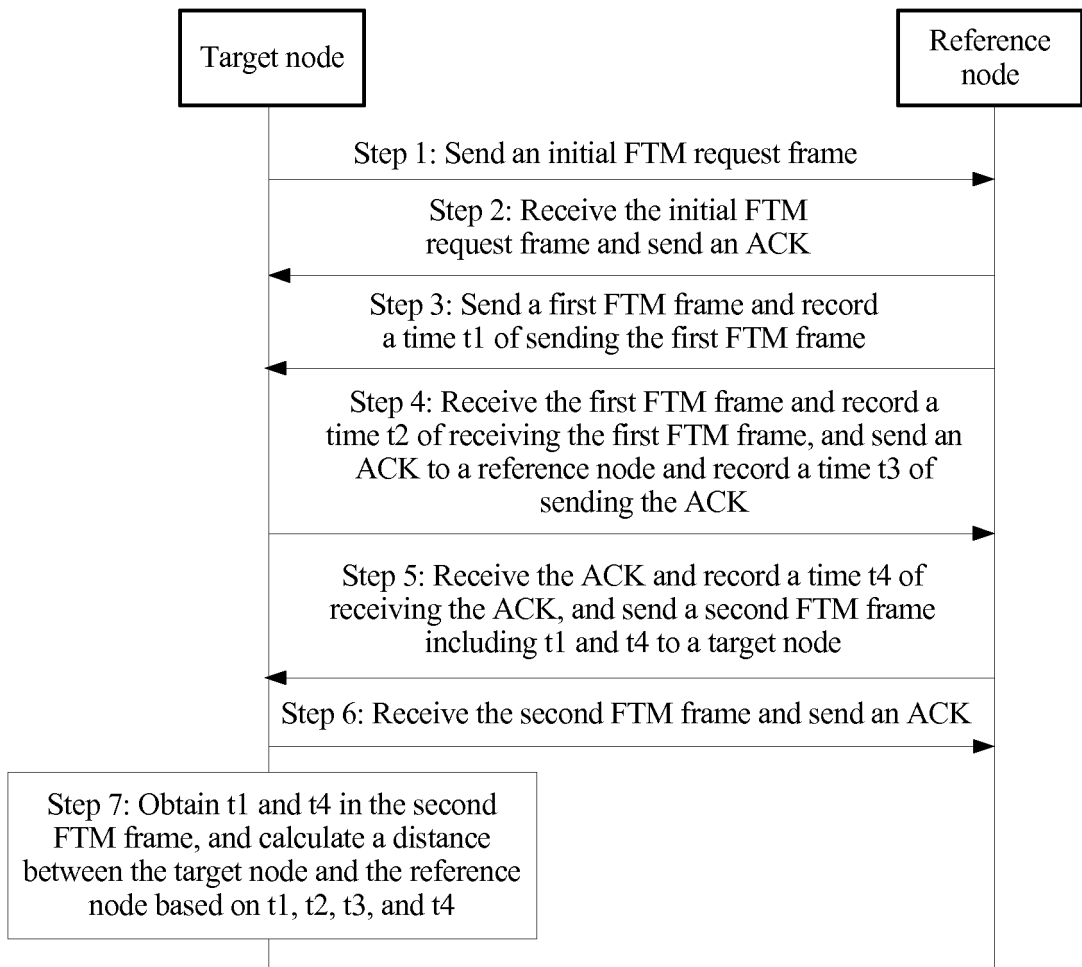 Target node
Reference
node
Step 1: Send an initial FTM request frame
Step 2: Receive the initial FTM
request frame and send an ACK
Step 3: Send a first FTM frame and record
a time t1 of sending the first FTM frame
Step 4: Receive the first FTM frame and record a
time t2 of receiving the first FTM frame, and send an
ACK to a reference node and record a time t3 of
sending the ACK
Step 5: Receive the ACK and record a time t4 of
receiving the ACK, and send a second FTM frame
including t1 and t4 to a target node
Step 6: Receive the second FTM frame and send an ACK
Step 7: Obtain t1 and t4 in the second
FTM frame, and calculate a distance
between the target node and the reference
node based on t1, t2, t3, and t4